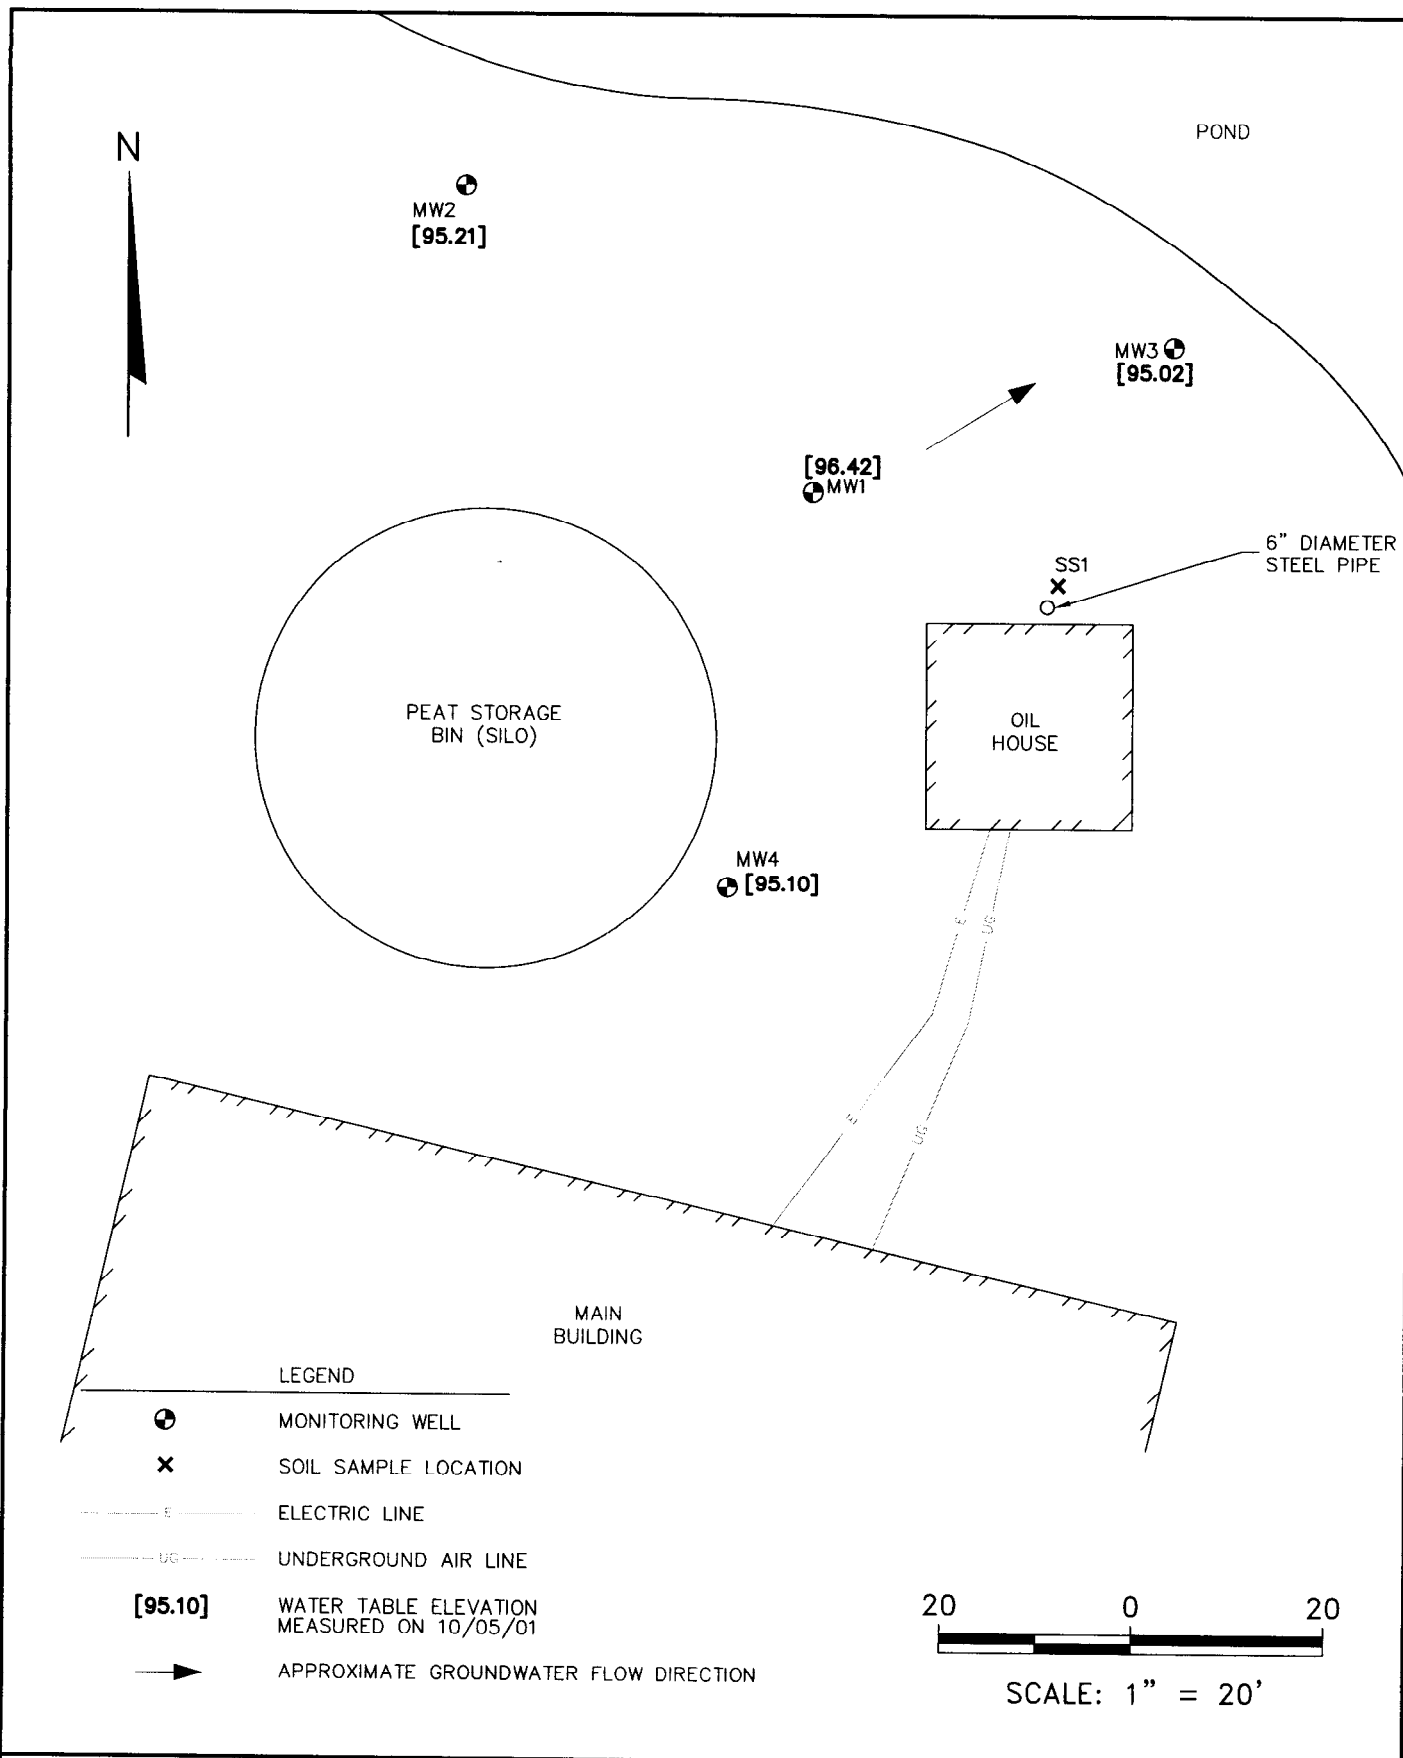 POND
N
MW2
[95.21]
MW3
[95.02]
[96.42]
MW1
6" DIAMETER
STEEL PIPE
SS1
PEAT STORAGE
BIN (SILO)
OIL
HOUSE
MW4
[95.10]
E
UG
E
UG
MAIN
BUILDING
LEGEND
MONITORING WELL
SOIL SAMPLE LOCATION
E ELECTRIC LINE
UG UNDERGROUND AIR LINE
[95.10] WATER TABLE ELEVATION
MEASURED ON 10/05/01
APPROXIMATE GROUNDWATER FLOW DIRECTION
20 0 20
SCALE: 1" = 20'